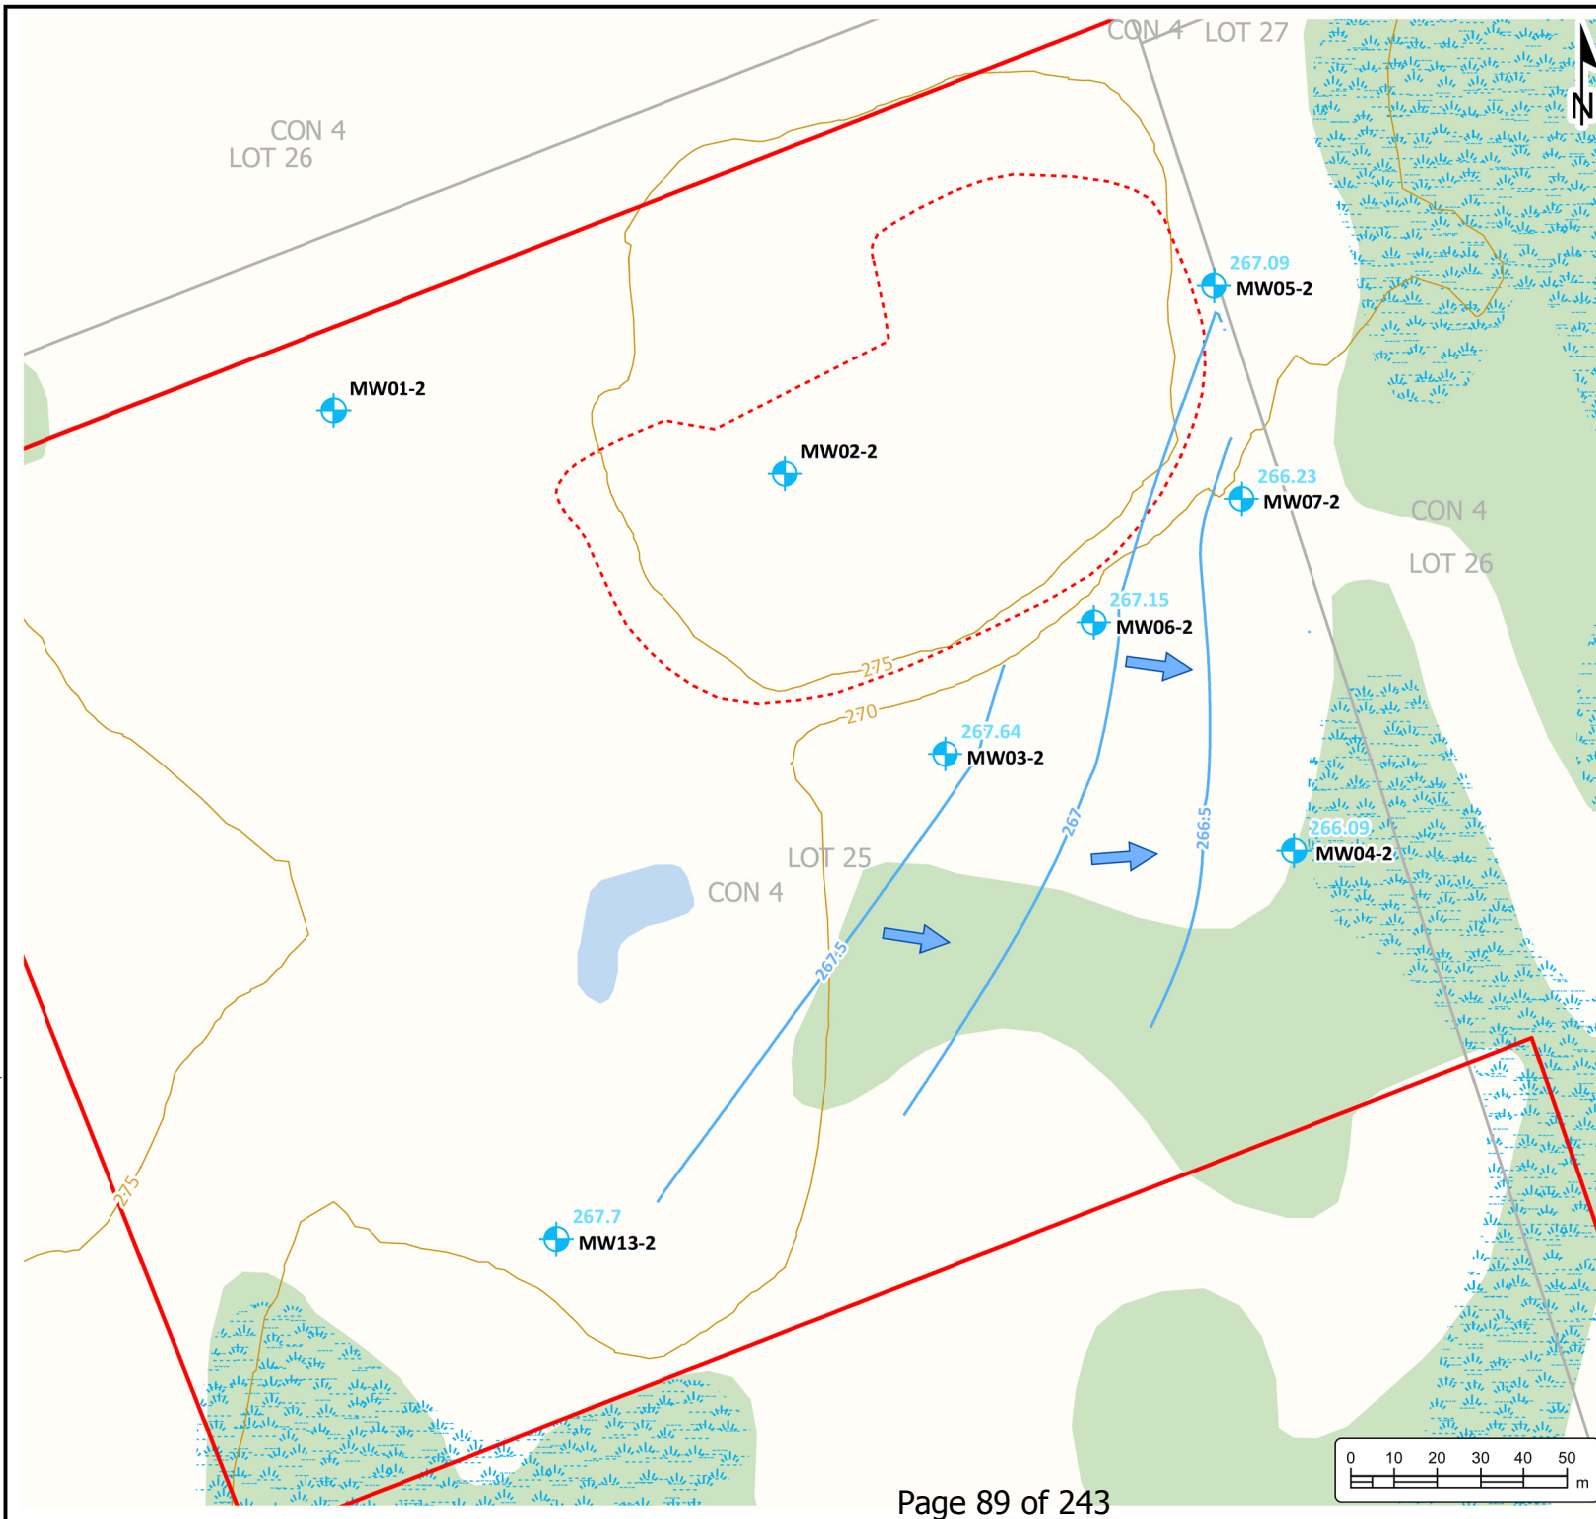 CON 4 LOT 27
N
CON 4
LOT 26
267.09
MW05-2
MW01-2
MW02-2
266.23
MW07-2
CON 4
LOT 26
267.15
MW06-2
275
270
267.64
MW03-2
267
266.5
266.09
MW04-2
LOT 25
CON 4
267.5
275
267.7
MW13-2
0 10 20 30 40 50
m
Page 89 of 243